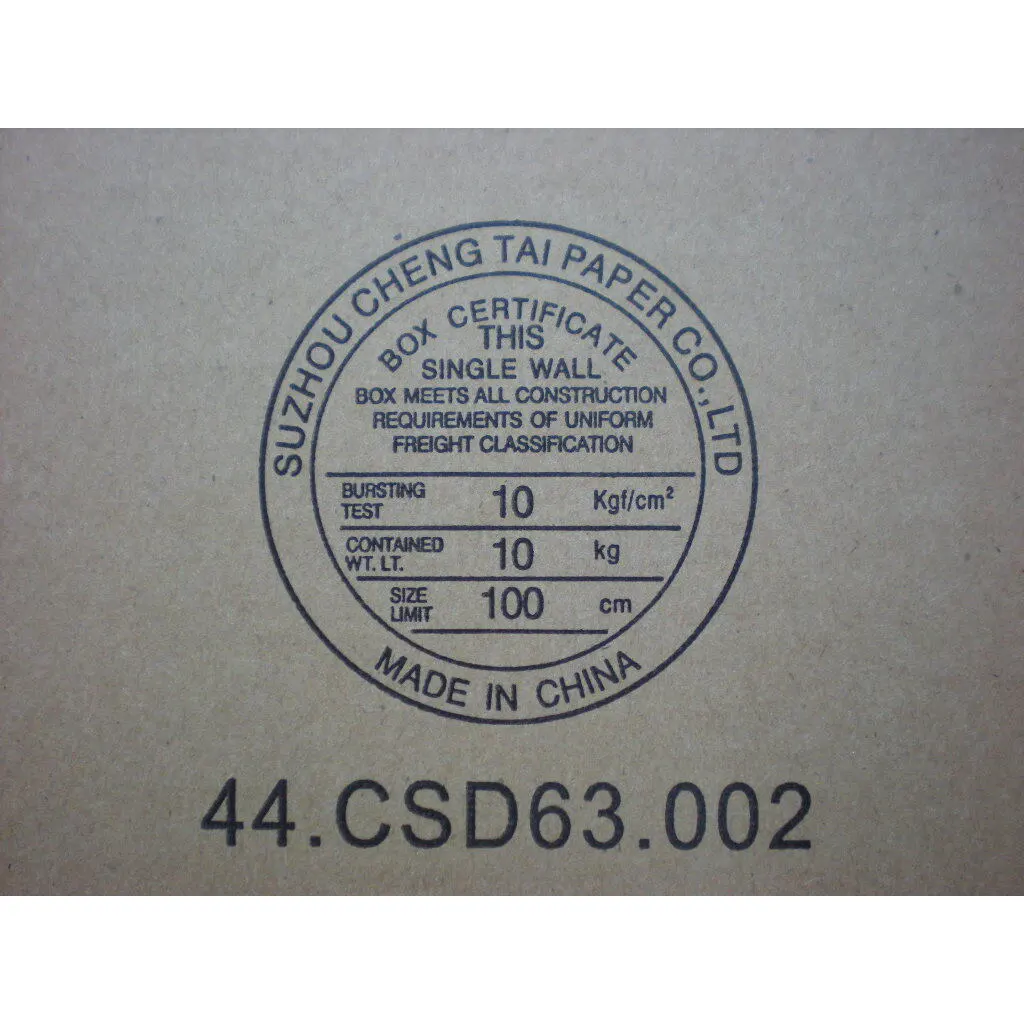 SUZHOU CHENG TAI PAPER CO., LTD
BOX CERTIFICATE
THIS
SINGLE WALL
BOX MEETS ALL CONSTRUCTION
REQUIREMENTS OF UNIFORM
FREIGHT CLASSIFICATION
BURSTING TEST 10 Kgf/cm²
CONTAINED WT. LT. 10 kg
SIZE LIMIT 100 cm
MADE IN CHINA
44.CSD63.002